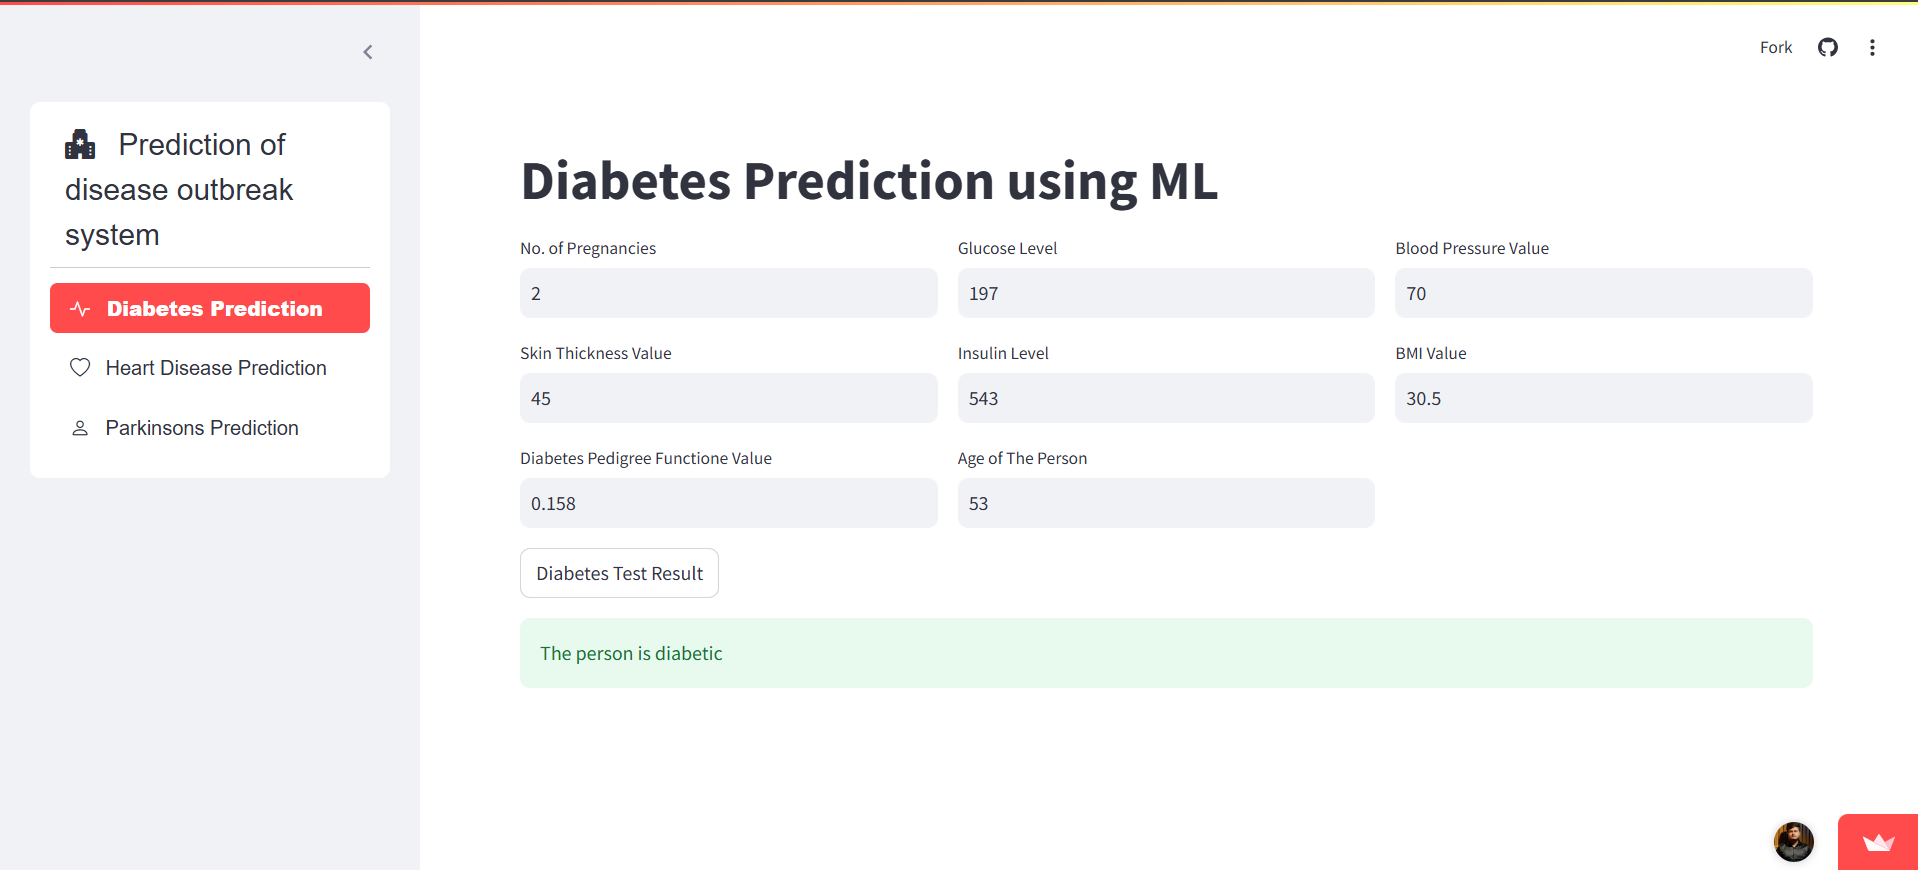 Fork
Prediction of
disease outbreak
system
Diabetes Prediction
Heart Disease Prediction
Parkinsons Prediction
Diabetes Prediction using ML
No. of Pregnancies
2
Glucose Level
197
Blood Pressure Value
70
Skin Thickness Value
45
Insulin Level
543
BMI Value
30.5
Diabetes Pedigree Functione Value
0.158
Age of The Person
53
Diabetes Test Result
The person is diabetic